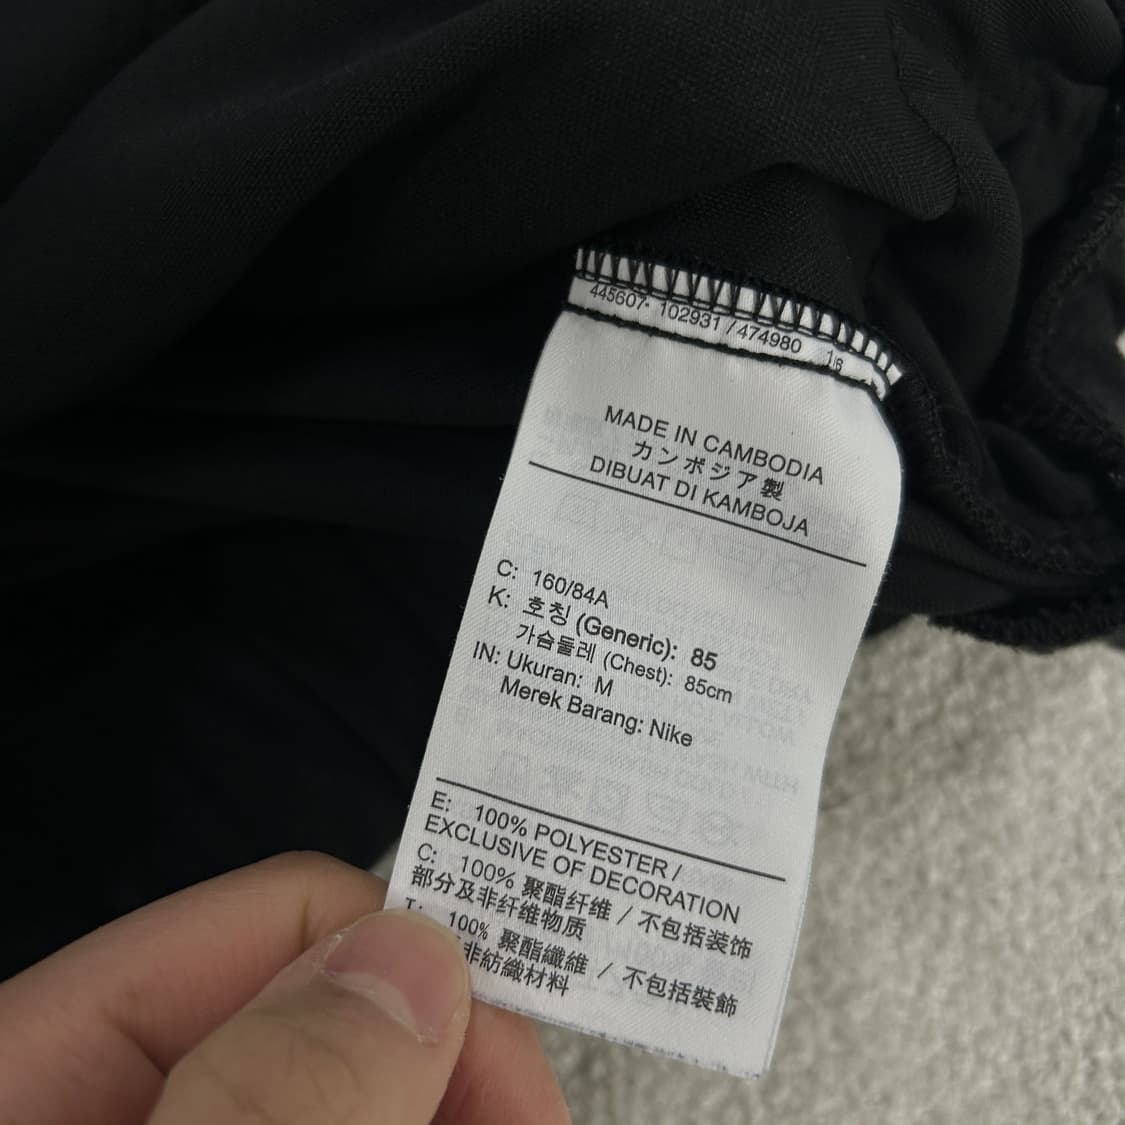 445607- 102931 / 474980 16
MADE IN CAMBODIA
カンボジア製
DIBUAT DI KAMBOJA
C: 160/84A
K: 호칭 (Generic): 85
가슴둘레 (Chest): 85cm
IN: Ukuran: M
Merek Barang: Nike
E: 100% POLYESTER /
EXCLUSIVE OF DECORATION
C: 100% 聚酯纤维 / 不包括装饰
部分及非纤维物质
T: 100% 聚酯纖維 / 不包括裝飾
非紡織材料